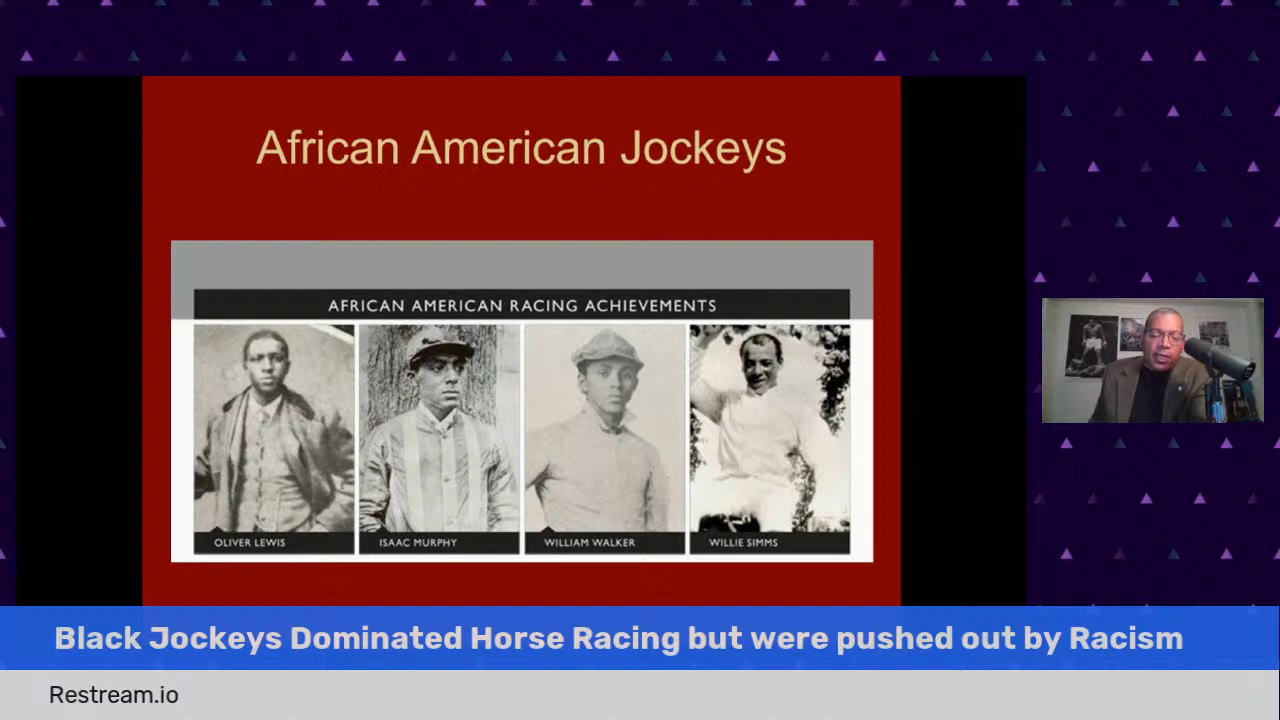 African American Jockeys
AFRICAN AMERICAN RACING ACHIEVEMENTS
OLIVER LEWIS
ISAAC MURPHY
WILLIAM WALKER
WILLIE SIMMS
Black Jockeys Dominated Horse Racing but were pushed out by Racism
Restream.io